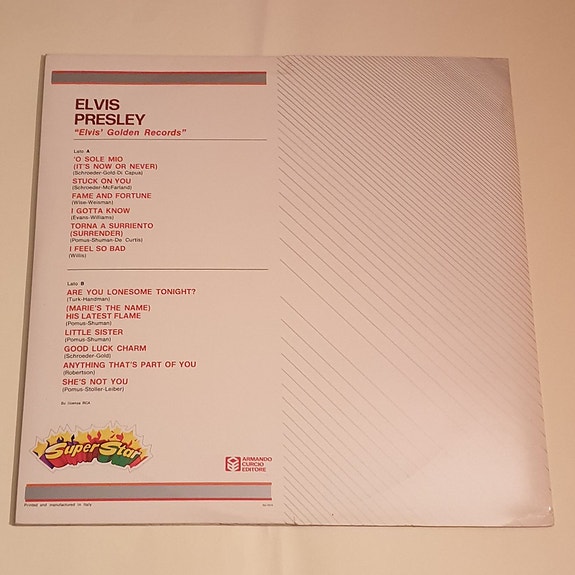 ELVIS
PRESLEY
"Elvis' Golden Records"
Lato A
'O SOLE MIO
(IT'S NOW OR NEVER)
(Schroeder-Gold-Di Capua)
STUCK ON YOU
(Schroeder-McFarland)
FAME AND FORTUNE
(Wise-Weisman)
I GOTTA KNOW
(Evans-Williams)
TORNA A SURRIENTO
(SURRENDER)
(Pomus-Shuman-De Curtis)
I FEEL SO BAD
(Willis)
Lato B
ARE YOU LONESOME TONIGHT?
(Turk-Handman)
(MARIE'S THE NAME)
HIS LATEST FLAME
(Pomus-Shuman)
LITTLE SISTER
(Pomus-Shuman)
GOOD LUCK CHARM
(Schroeder-Gold)
ANYTHING THAT'S PART OF YOU
(Robertson)
SHE'S NOT YOU
(Pomus-Stoller-Leiber)
Su licenza RCA
Super Star
ARMANDO
CURCIO
EDITORE
Printed and manufactured in Italy